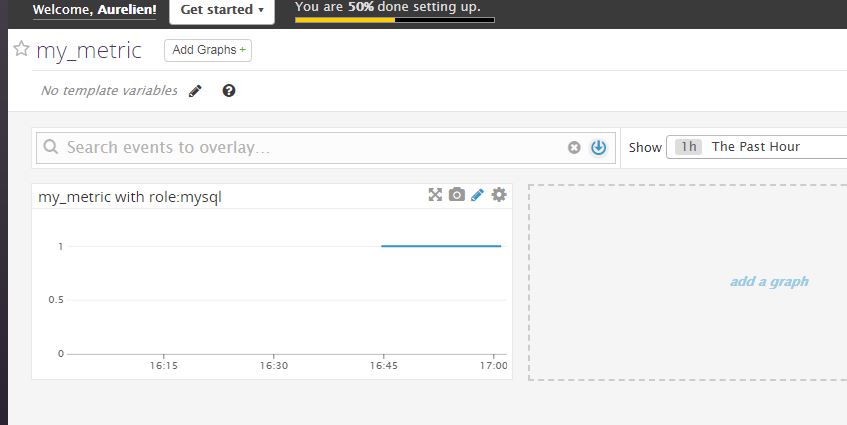 Welcome, Aurelien!
Get started
You are 50% done setting up.
my_metric
Add Graphs +
No template variables
Search events to overlay...
Show 1h The Past Hour
my_metric with role:mysql
1
0.5
0
16:15 16:30 16:45 17:00
add a graph